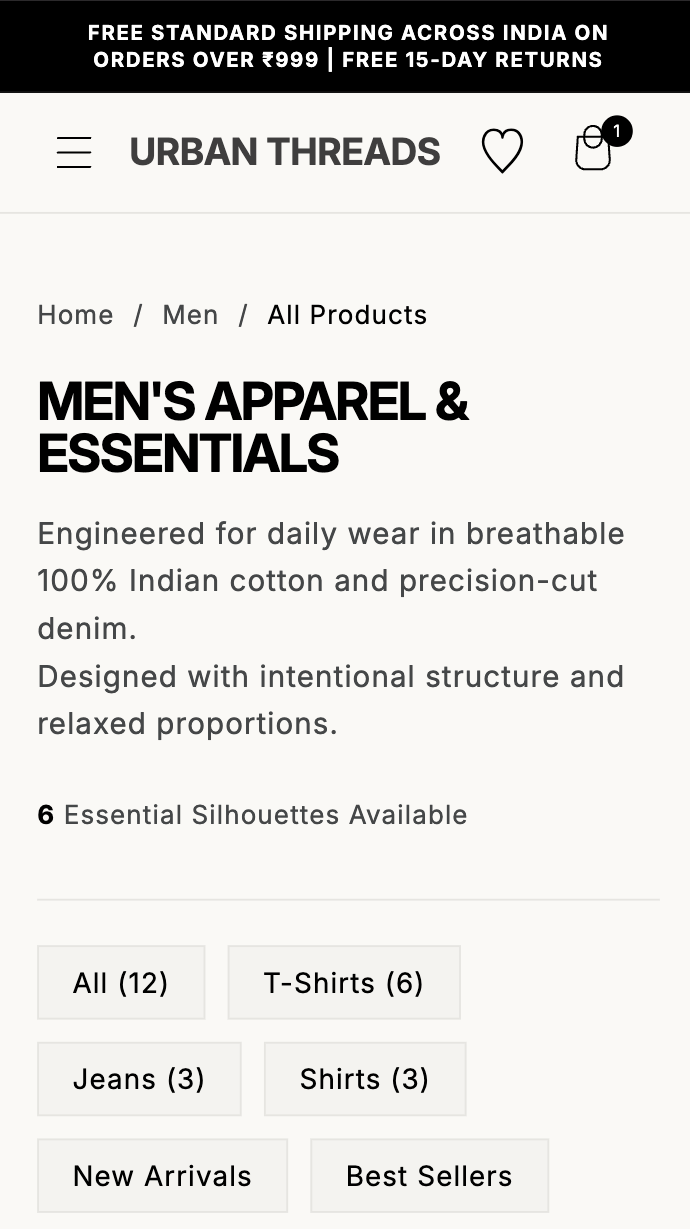 FREE STANDARD SHIPPING ACROSS INDIA ON
ORDERS OVER ₹999 | FREE 15-DAY RETURNS
URBAN THREADS
1
Home / Men / All Products
MEN'S APPAREL &
ESSENTIALS
Engineered for daily wear in breathable
100% Indian cotton and precision-cut
denim.
Designed with intentional structure and
relaxed proportions.
6 Essential Silhouettes Available
All (12) T-Shirts (6)
Jeans (3) Shirts (3)
New Arrivals Best Sellers